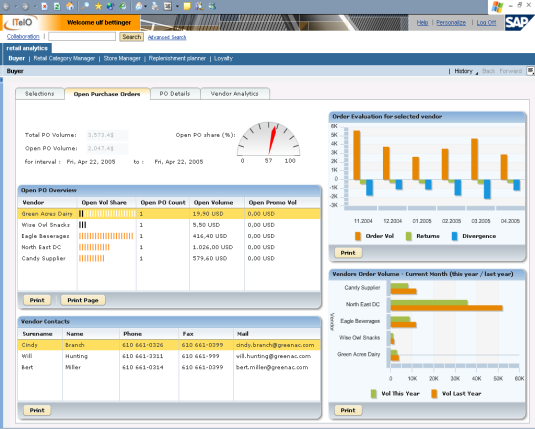 ITeIO
Welcome ulf bettinger
Help | Personalize | Log Off
SAP
Collaboration |
Search
Advanced Search
retail analytics
Buyer | Retail Category Manager | Store Manager | Replenishment planner | Loyalty
Buyer
| History Back Forward
Selections
Open Purchase Orders
PO Details
Vendor Analytics
Total PO Volume: 3,573.4$
Open PO Volume: 2,047.4$
for interval : Fri, Apr 22, 2005 to : Fri, Apr 22, 2005
Open PO share (%):
0 57 100
Open PO Overview
Vendor Open Vol Share Open PO Count Open Volume Open Promo Vol
Green Acres Dairy 1 19,90 USD 0,00 USD
Wise Owl Snacks 1 5,50 USD 0,00 USD
Eagle Beverages 1 416,40 USD 0,00 USD
North East DC 1 1.026,00 USD 0,00 USD
Candy Supplier 1 579,60 USD 0,00 USD
Print
Print Page
Vendor Contacts
Surename Name Phone Fax Mail
Cindy Branch 610 661-0326 610 661-0399 cindy.branch@greenac.com
Will Hunting 610 661-3311 610 661-999 will.hunting@greenac.com
Bert Miller 610 661-0314 610 661-0399 bert.miller@greenac.com
Print
Order Evaluation for selected vendor
6K
5K
4K
3K
2K
1K
0
-1K
-2K
-3K
11.2004 12.2004 01.2005 02.2005 03.2005 04.2005
Order Vol Returns Divergence
Print
Vendors Order Volume - Current Month (this year / last year)
Vendor
Candy Supplier
North East DC
Eagle Beverages
Wise Owl Snacks
Green Acres Dairy
0 10K 20K 30K 40K 50K 60K
Vol This Year Vol Last Year
Print